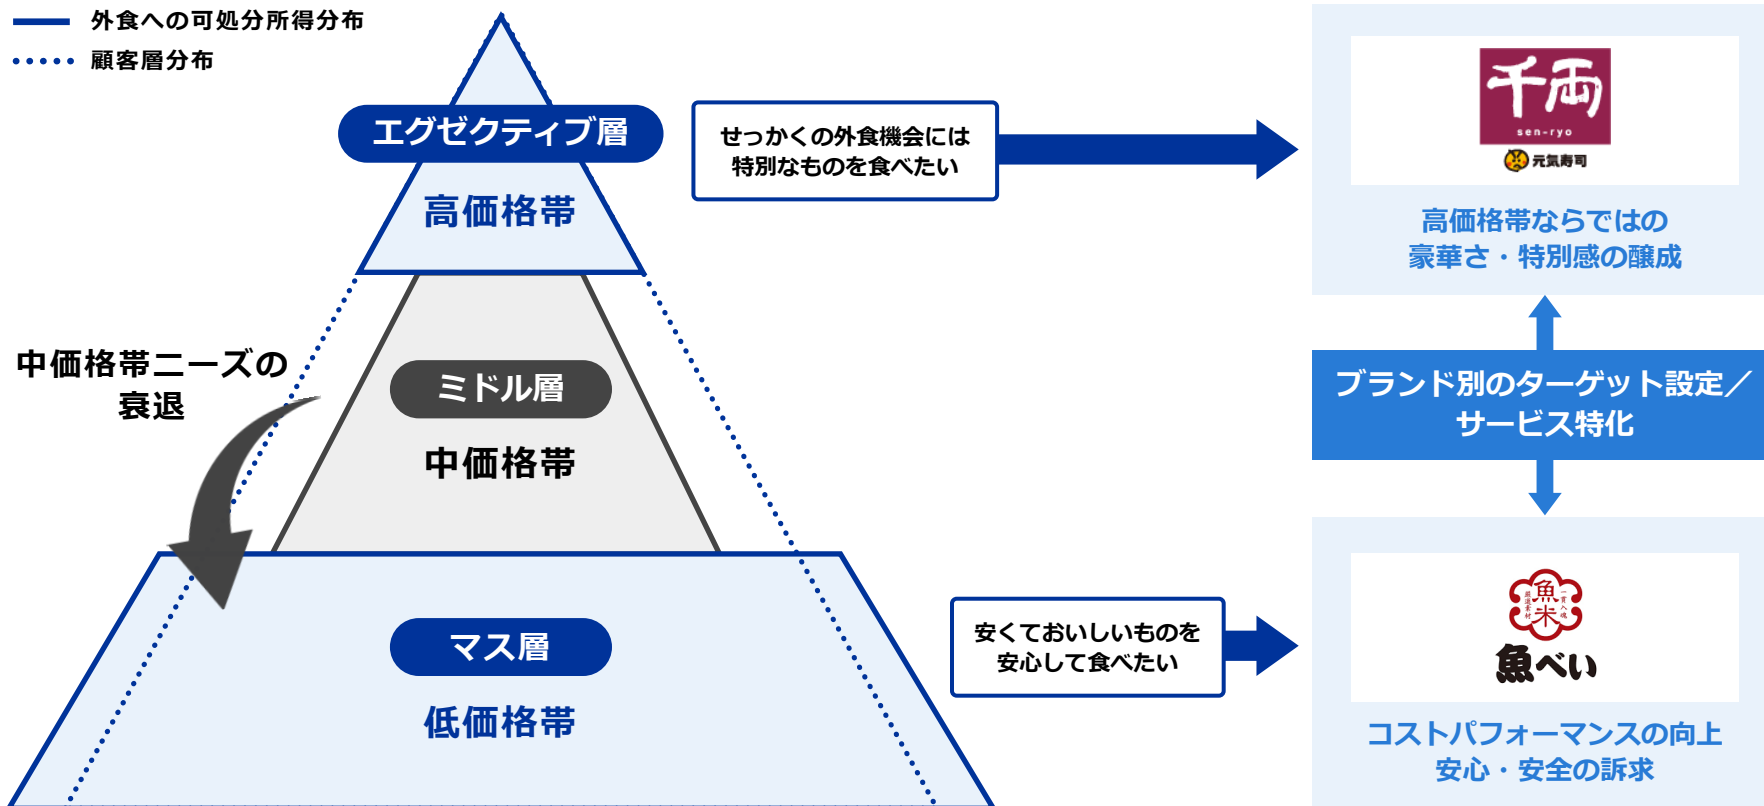 外食への可処分所得分布
顧客層分布
エグゼクティブ層
高価格帯
せっかくの外食機会には
特別なものを食べたい
千両
sen-ryo
元気寿司
高価格帯ならではの
豪華さ・特別感の醸成
中価格帯ニーズの
衰退
ミドル層
中価格帯
ブランド別のターゲット設定／
サービス特化
マス層
低価格帯
安くておいしいものを
安心して食べたい
魚米
一貫入魂
厳選素材
魚べい
コストパフォーマンスの向上
安心・安全の訴求